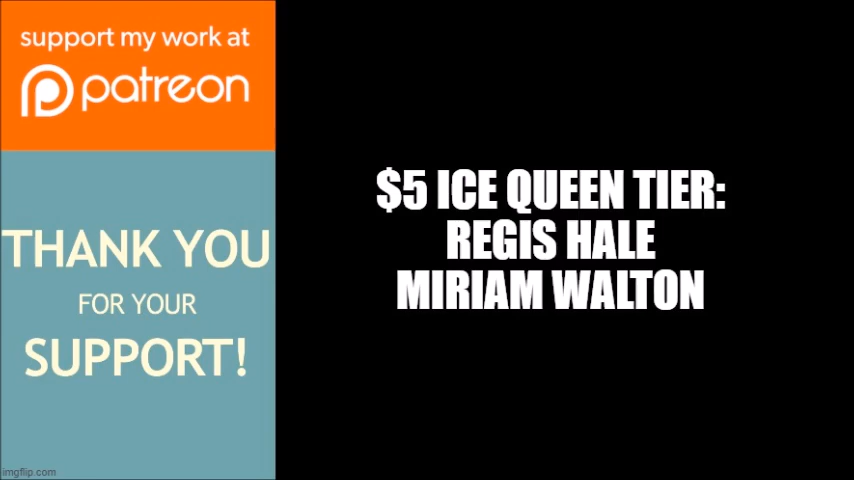 support my work at
patreon
THANK YOU
FOR YOUR
SUPPORT!
$5 ICE QUEEN TIER:
REGIS HALE
MIRIAM WALTON
imgflip.com